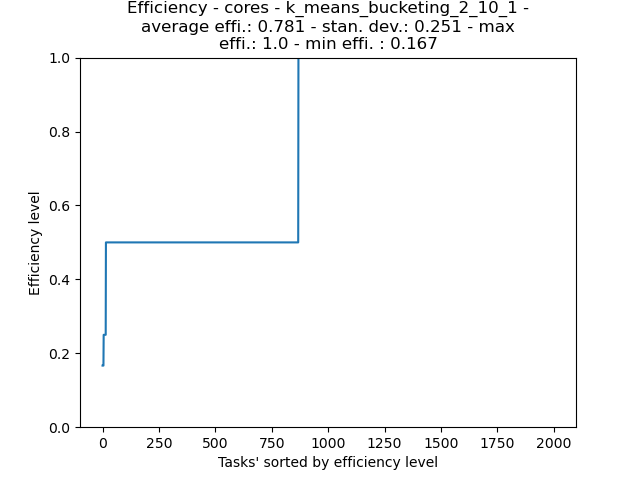 Efficiency - cores - k_means_bucketing_2_10_1 -
average effi.: 0.781 - stan. dev.: 0.251 - max
effi.: 1.0 - min effi. : 0.167
1.0
0.8
0.6
0.4
0.2
0.0
Efficiency level
0 250 500 750 1000 1250 1500 1750 2000
Tasks' sorted by efficiency level